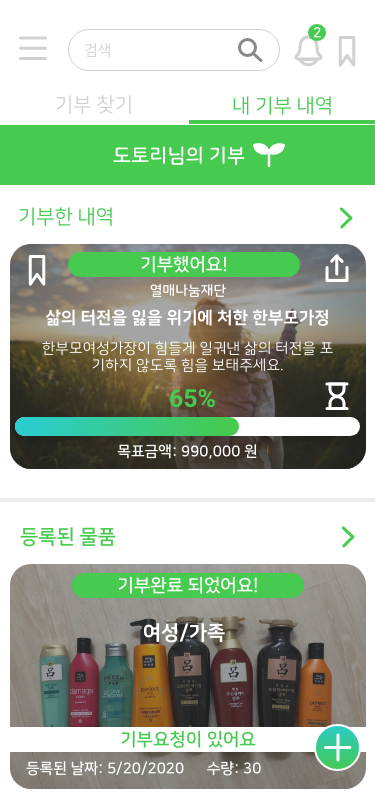 검색
2
기부 찾기
내 기부 내역
도토리님의 기부
기부한 내역
기부했어요!
열매나눔재단
삶의 터전을 잃을 위기에 처한 한부모가정
한부모여성가장이 힘들게 일궈낸 삶의 터전을 포
기하지 않도록 힘을 보태주세요.
65%
목표금액: 990,000 원
등록된 물품
기부완료 되었어요!
여성/가족
damage
呂
呂
呂
기부요청이 있어요
등록된 날짜: 5/20/2020 수량: 30